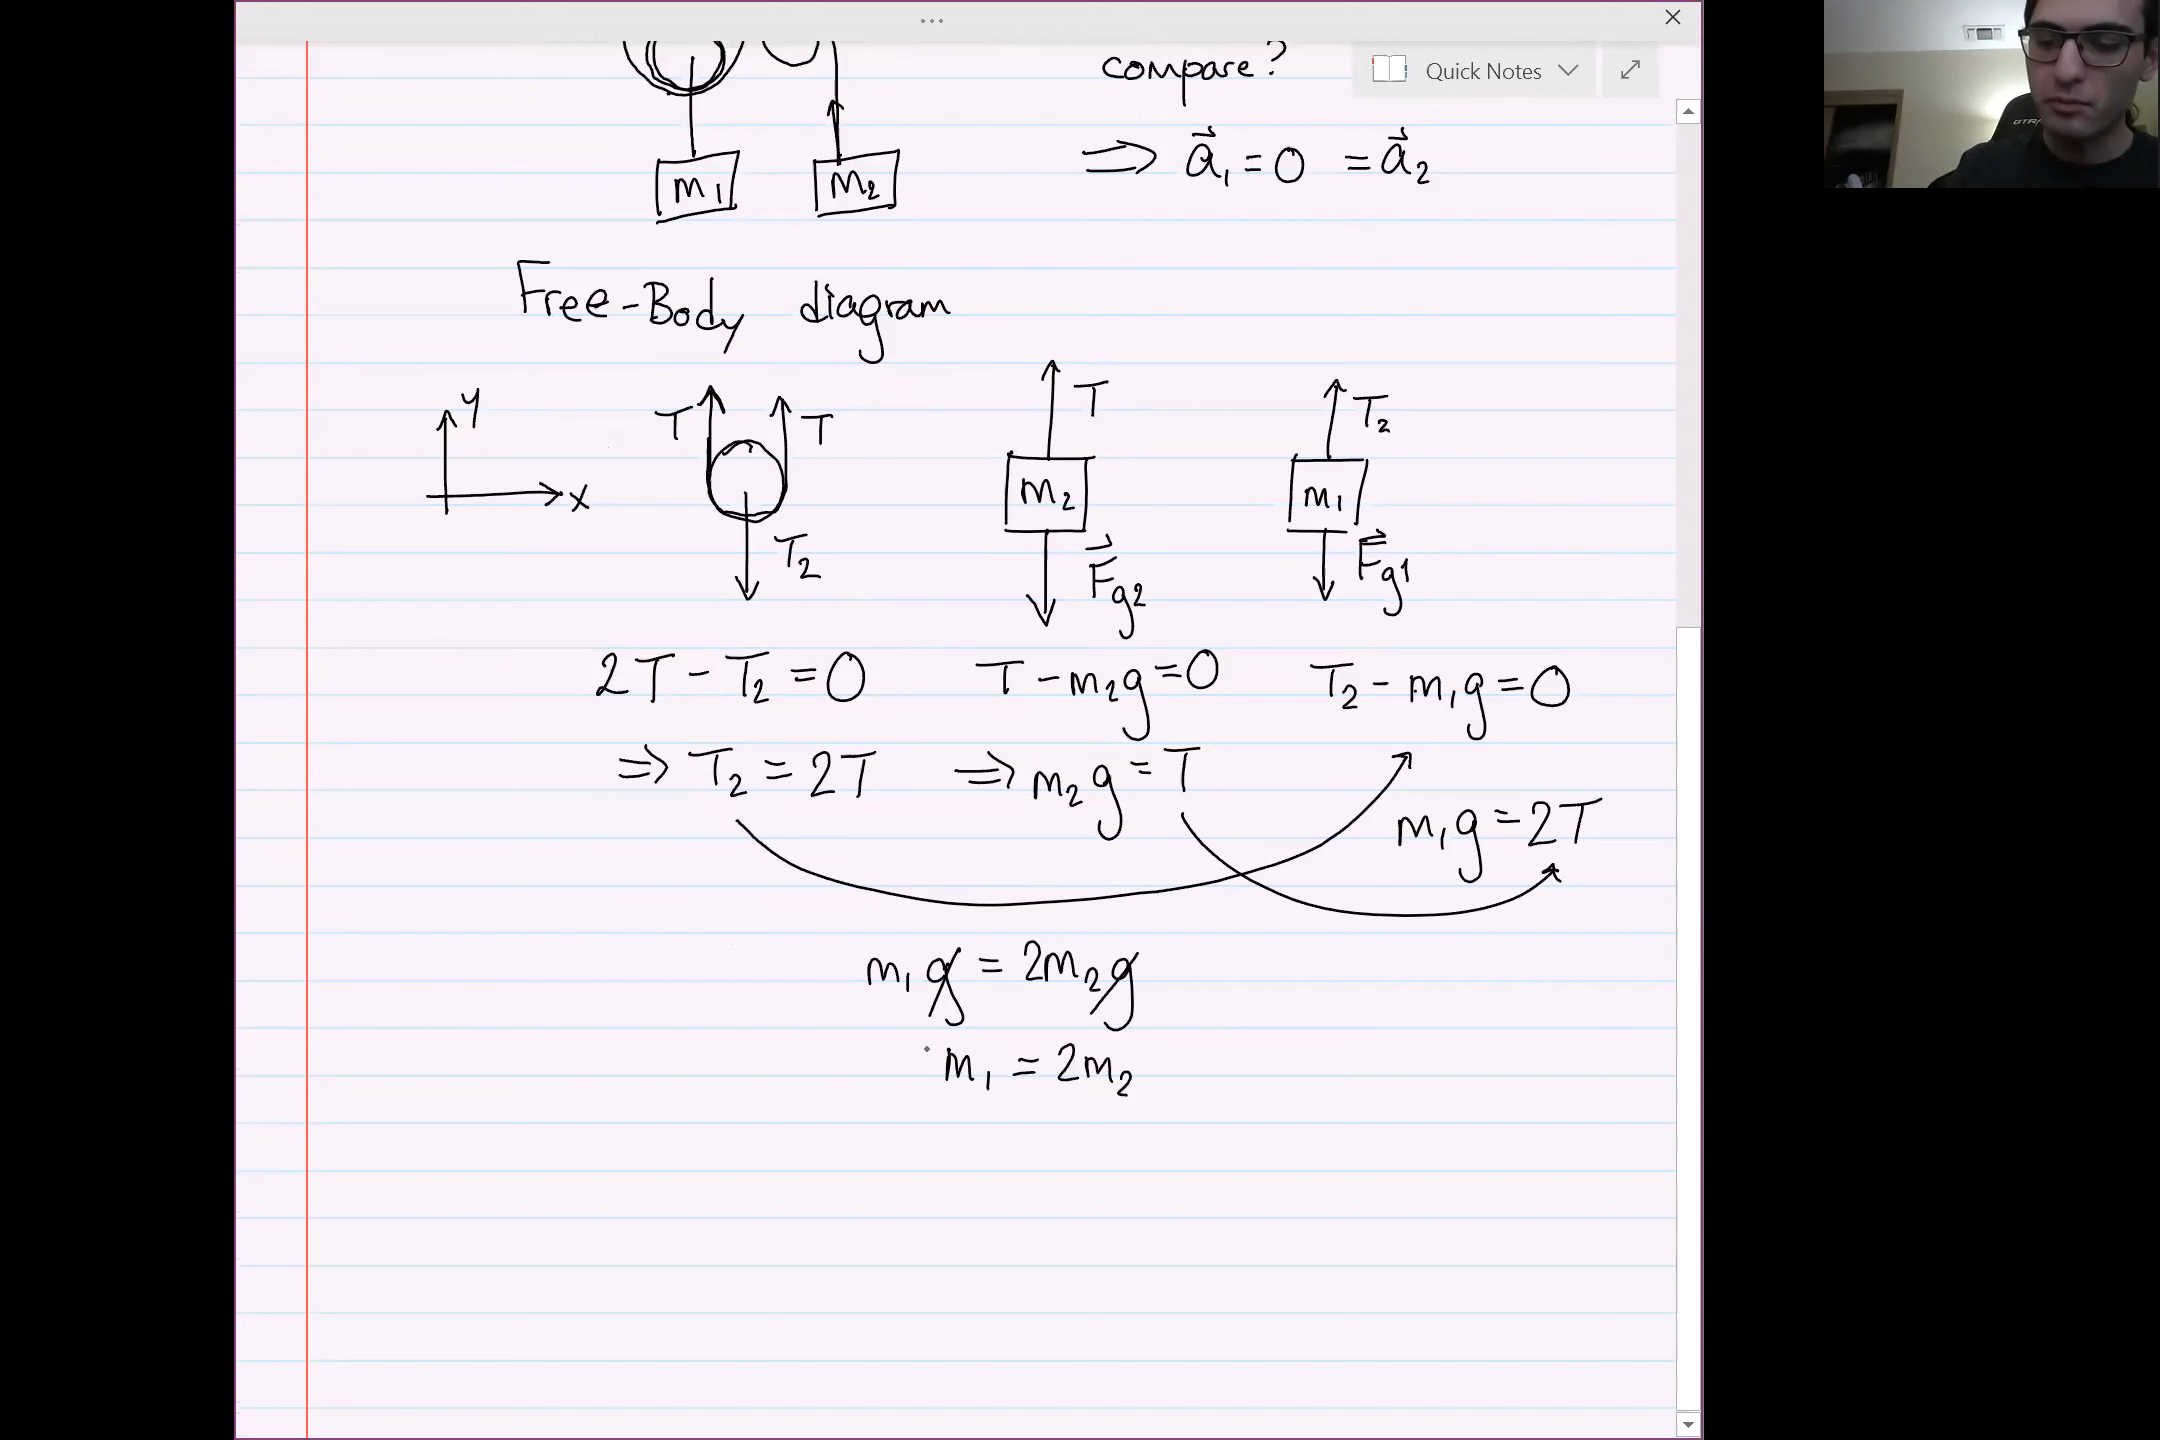 ...
compare?
Quick Notes
⇒ a⃗₁ = 0 = a⃗₂
m₁ m₂
GTR
Free-Body diagram
y
x
T T
T₂
T
m₂
F⃗g2
T₂
m₁
F⃗g1
2T - T₂ = 0 T - m₂g = 0 T₂ - m₁g = 0
⇒ T₂ = 2T ⇒ m₂g = T
m₁g = 2T
m₁g = 2m₂g
m₁ = 2m₂